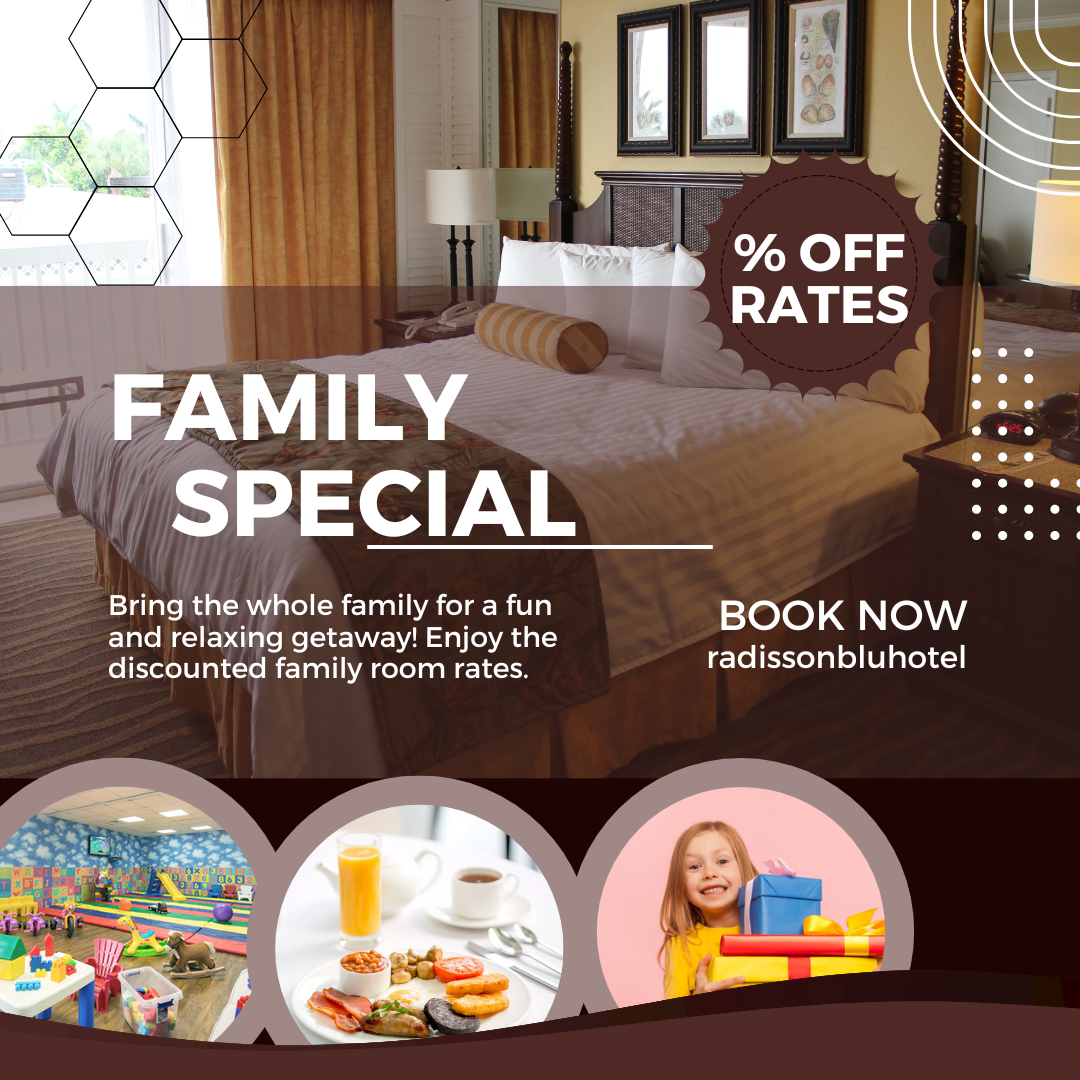 % OFF
RATES
FAMILY
SPECIAL
Bring the whole family for a fun
and relaxing getaway! Enjoy the
discounted family room rates.
BOOK NOW
radissonbluhotel